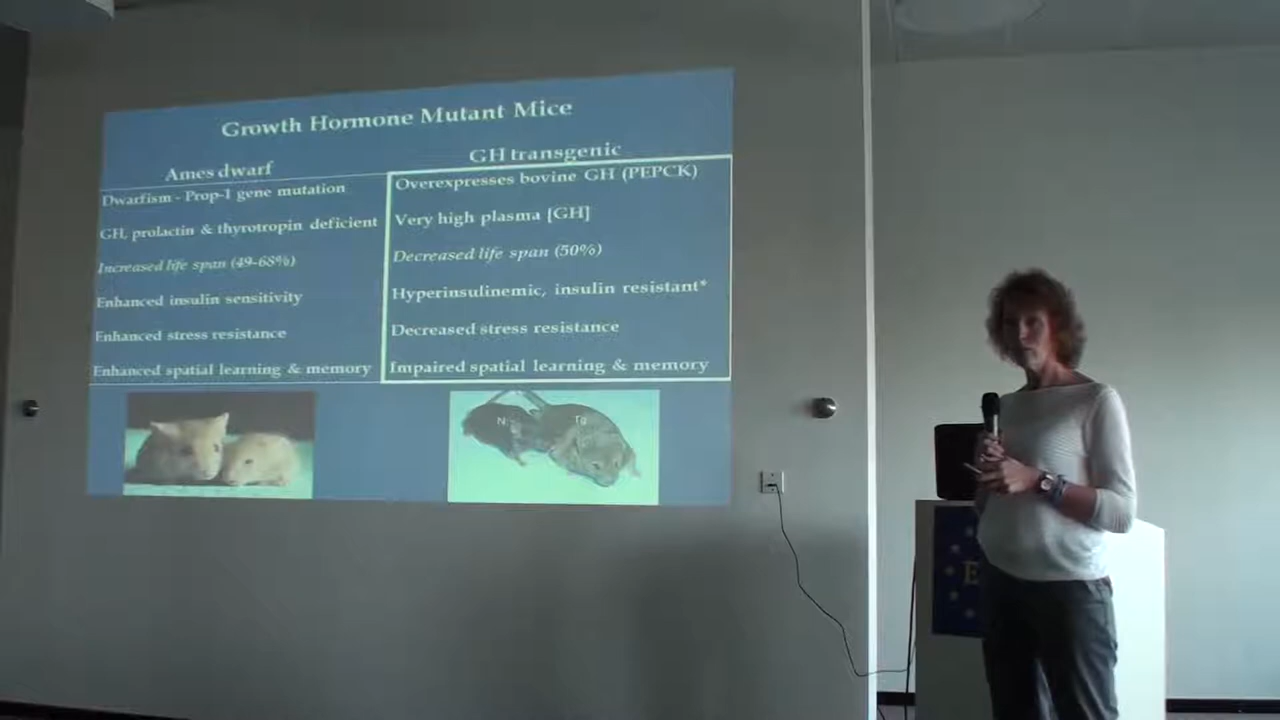 Growth Hormone Mutant Mice
Ames dwarf
Dwarfism - Prop-1 gene mutation
GH, prolactin & thyrotropin deficient
Increased life span (49-68%)
Enhanced insulin sensitivity
Enhanced stress resistance
Enhanced spatial learning & memory
GH transgenic
Overexpresses bovine GH (PEPCK)
Very high plasma [GH]
Decreased life span (50%)
Hyperinsulinemic, insulin resistant*
Decreased stress resistance
Impaired spatial learning & memory
N
Tg
E